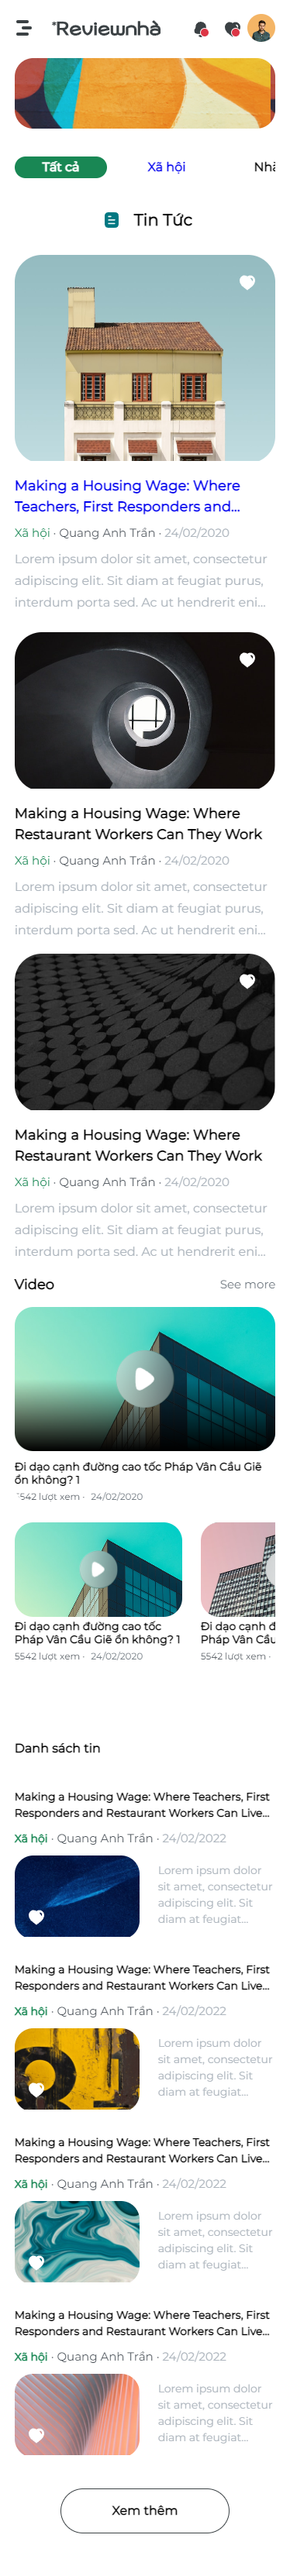 Reviewnhà
Tất cả
Xã hội
Tin Tức
Making a Housing Wage: Where
Teachers, First Responders and...
Xã hội · Quang Anh Trần · 24/02/2020
Lorem ipsum dolor sit amet, consectetur
adipiscing elit. Sit diam at feugiat purus,
interdum porta sed. Ac ut hendrerit eni...
Making a Housing Wage: Where
Restaurant Workers Can They Work
Xã hội · Quang Anh Trần · 24/02/2020
Lorem ipsum dolor sit amet, consectetur
adipiscing elit. Sit diam at feugiat purus,
interdum porta sed. Ac ut hendrerit eni...
Making a Housing Wage: Where
Restaurant Workers Can They Work
Xã hội · Quang Anh Trần · 24/02/2020
Lorem ipsum dolor sit amet, consectetur
adipiscing elit. Sit diam at feugiat purus,
interdum porta sed. Ac ut hendrerit eni...
Video
See more
Đi dạo cạnh đường cao tốc Pháp Vân Cầu Giẽ
ổn không? 1
5542 lượt xem · 24/02/2020
Đi dạo cạnh đường cao tốc
Pháp Vân Cầu Giẽ ổn không? 1
5542 lượt xem · 24/02/2020
Đi dạo cạnh
Pháp Vân Cầu
5542 lượt xem ·
Danh sách tin
Making a Housing Wage: Where Teachers, First
Responders and Restaurant Workers Can Live...
Xã hội · Quang Anh Trần · 24/02/2022
Lorem ipsum dolor
sit amet, consectetur
adipiscing elit. Sit
diam at feugiat...
Making a Housing Wage: Where Teachers, First
Responders and Restaurant Workers Can Live...
Xã hội · Quang Anh Trần · 24/02/2022
Lorem ipsum dolor
sit amet, consectetur
adipiscing elit. Sit
diam at feugiat...
Making a Housing Wage: Where Teachers, First
Responders and Restaurant Workers Can Live...
Xã hội · Quang Anh Trần · 24/02/2022
Lorem ipsum dolor
sit amet, consectetur
adipiscing elit. Sit
diam at feugiat...
Making a Housing Wage: Where Teachers, First
Responders and Restaurant Workers Can Live...
Xã hội · Quang Anh Trần · 24/02/2022
Lorem ipsum dolor
sit amet, consectetur
adipiscing elit. Sit
diam at feugiat...
Xem thêm